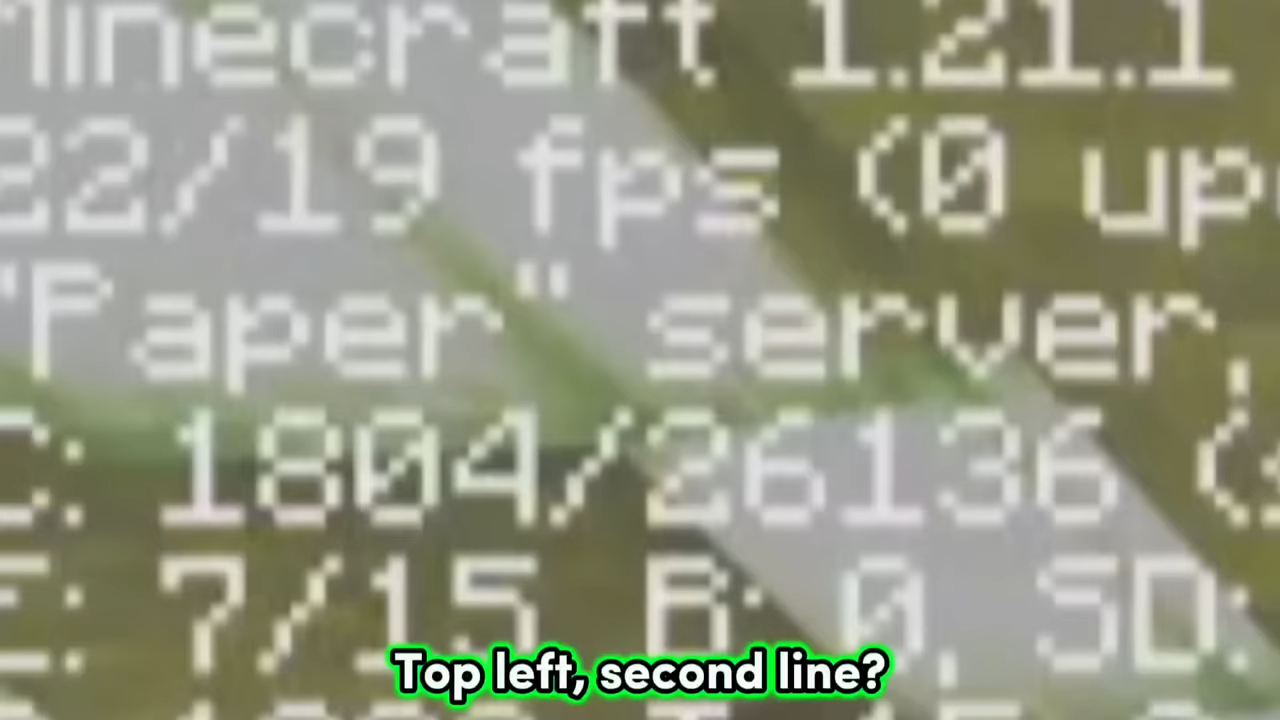 Minecraft 1.21.1
22/19 fps (0 up
"Paper" server,
C: 1804/26136 (s
E: 7/15 B: 0, SD:
Top left, second line?